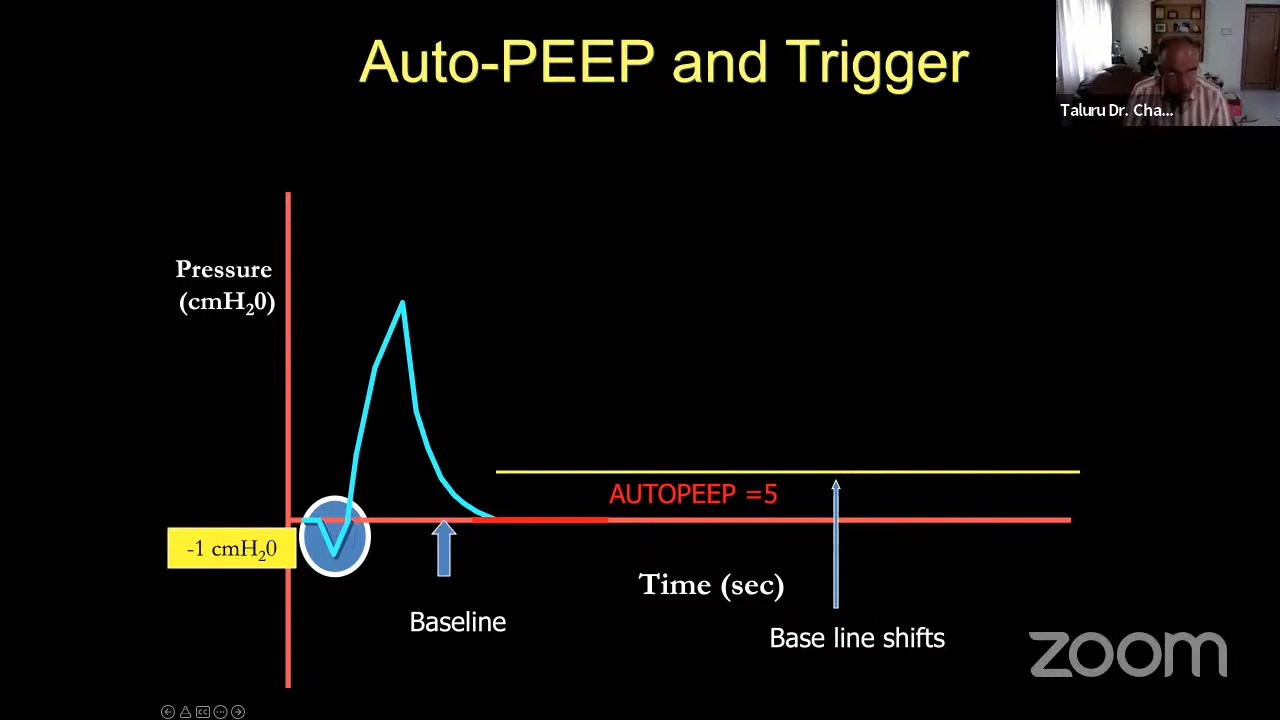 Auto-PEEP and Trigger
Taluru Dr. Cha...
Pressure
(cmH20)
AUTOPEEP =5
-1 cmH20
Time (sec)
Baseline
Base line shifts
zoom
CC